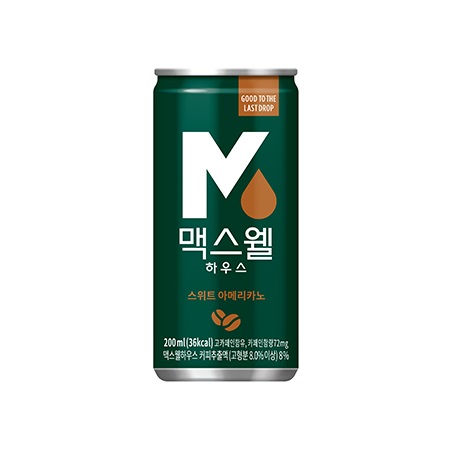 GOOD TO THE
LAST DROP
M
맥스웰
하우스
스위트 아메리카노
200ml(36kcal) 고카페인함유, 카페인함량72mg
맥스웰하우스 커피추출액(고형분 8.0%이상) 8%